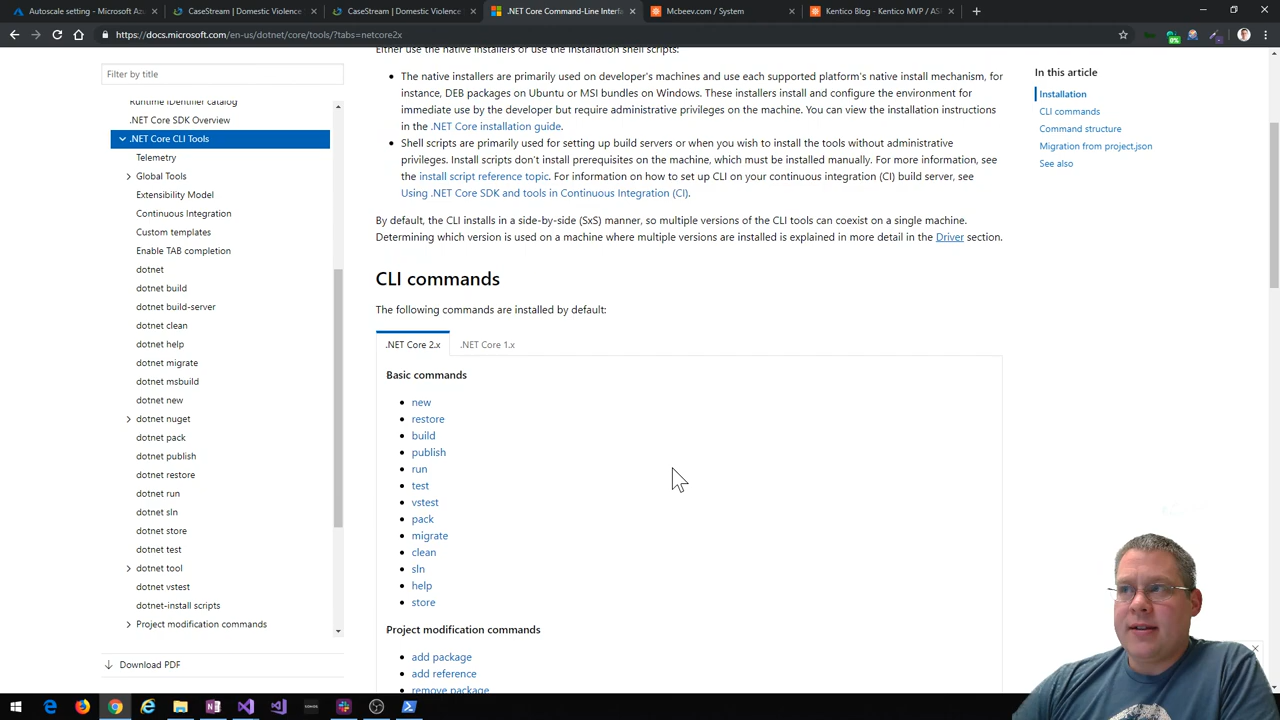 Autoscale setting - Microsoft Az
CaseStream | Domestic Violence
CaseStream | Domestic Violence
.NET Core Command-Line Interfa
Mcbeev.com / System
Kentico Blog - Kentico MVP / AS
https://docs.microsoft.com/en-us/dotnet/core/tools/?tabs=netcore2x
0%
Filter by title
Runtime IDentifier catalog
.NET Core SDK Overview
.NET Core CLI Tools
Telemetry
Global Tools
Extensibility Model
Continuous Integration
Custom templates
Enable TAB completion
dotnet
dotnet build
dotnet build-server
dotnet clean
dotnet help
dotnet migrate
dotnet msbuild
dotnet new
dotnet nuget
dotnet pack
dotnet publish
dotnet restore
dotnet run
dotnet sln
dotnet store
dotnet test
dotnet tool
dotnet vstest
dotnet-install scripts
Project modification commands
Download PDF
Either use the native installers or use the installation shell scripts:
The native installers are primarily used on developer's machines and use each supported platform's native install mechanism, for
instance, DEB packages on Ubuntu or MSI bundles on Windows. These installers install and configure the environment for
immediate use by the developer but require administrative privileges on the machine. You can view the installation instructions
in the .NET Core installation guide.
Shell scripts are primarily used for setting up build servers or when you wish to install the tools without administrative
privileges. Install scripts don't install prerequisites on the machine, which must be installed manually. For more information, see
the install script reference topic. For information on how to set up CLI on your continuous integration (CI) build server, see
Using .NET Core SDK and tools in Continuous Integration (CI).
By default, the CLI installs in a side-by-side (SxS) manner, so multiple versions of the CLI tools can coexist on a single machine.
Determining which version is used on a machine where multiple versions are installed is explained in more detail in the Driver section.
CLI commands
The following commands are installed by default:
.NET Core 2.x
.NET Core 1.x
Basic commands
new
restore
build
publish
run
test
vstest
pack
migrate
clean
sln
help
store
Project modification commands
add package
add reference
remove package
In this article
Installation
CLI commands
Command structure
Migration from project.json
See also